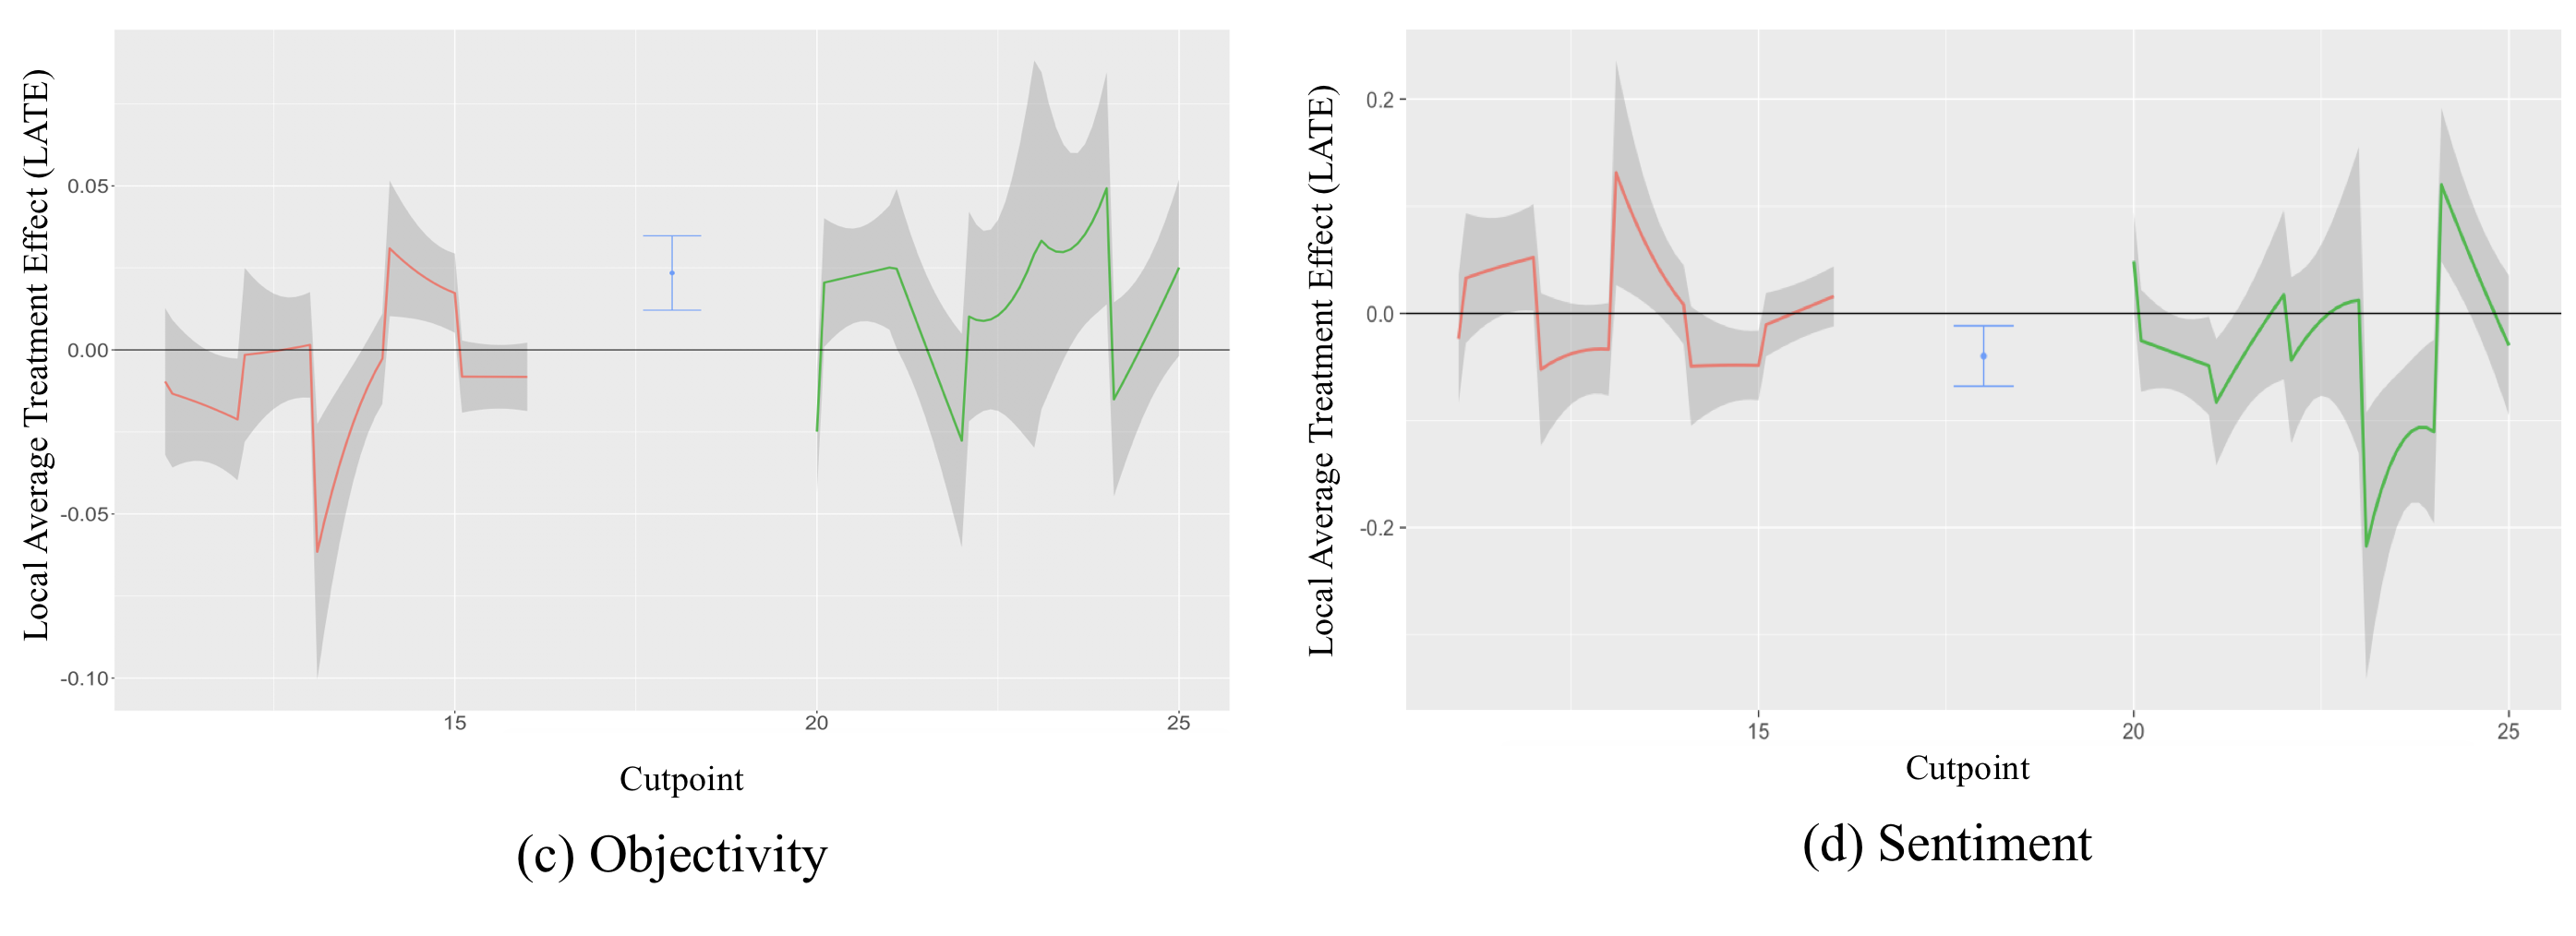 Local Average Treatment Effect (LATE)
0.05
0.00
-0.05
-0.10
15
20
25
Cutpoint
(c) Objectivity
Local Average Treatment Effect (LATE)
0.2
0.0
-0.2
15
20
25
Cutpoint
(d) Sentiment